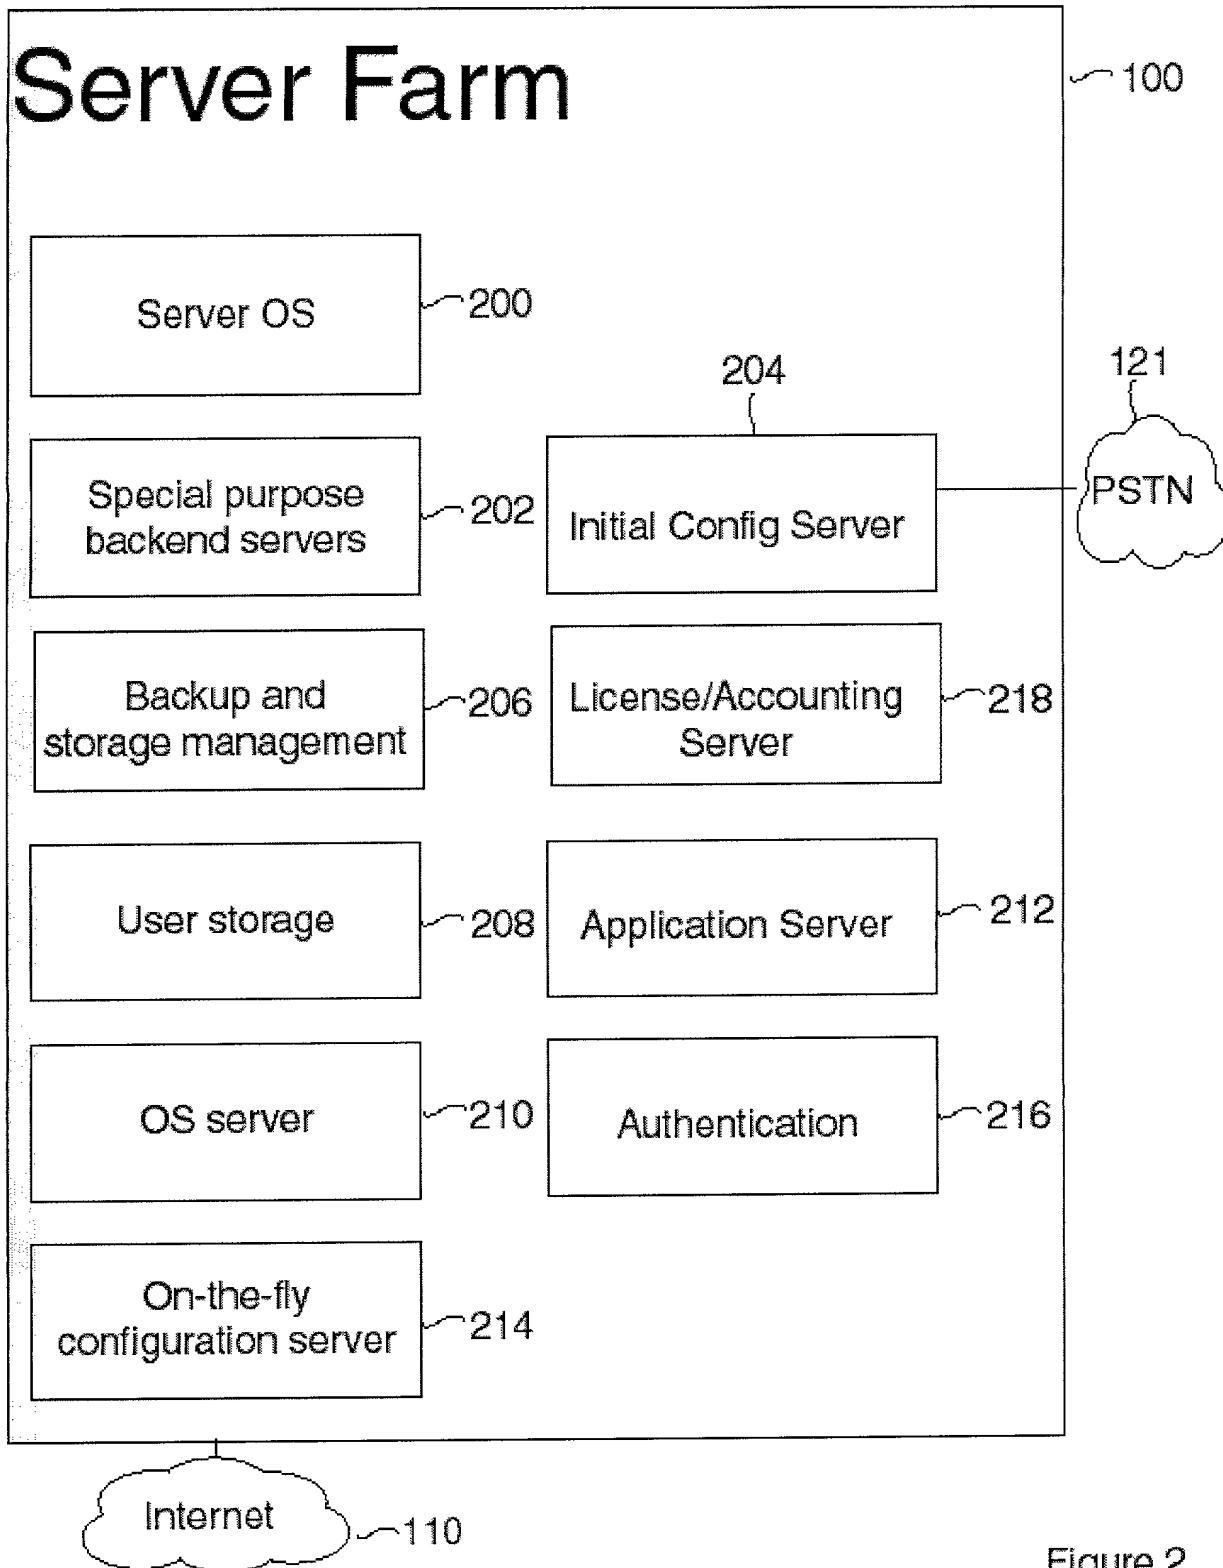 Server Farm
100
Server OS
200
204
121
Special purpose
backend servers
202
Initial Config Server
PSTN
Backup and
storage management
206
License/Accounting
Server
218
User storage
208
Application Server
212
OS server
210
Authentication
216
On-the-fly
configuration server
214
Internet
110
Figure 2